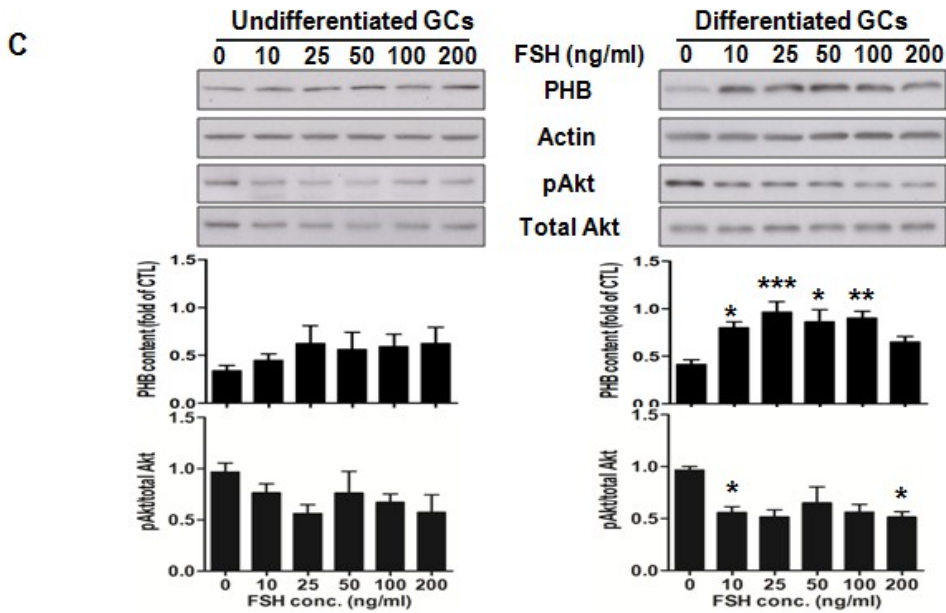 C
Undifferentiated GCs
Differentiated GCs
0 10 25 50 100 200
FSH (ng/ml)
0 10 25 50 100 200
PHB
Actin
pAkt
Total Akt
PHB content (fold of CTL)
1.5
1.0
0.5
0.0
PHB content (fold of CTL)
1.5
1.0
0.5
0.0
* *** * **
pAkt/total Akt
1.5
1.0
0.5
0.0
0 10 25 50 100 200
FSH conc. (ng/ml)
pAkt/total Akt
1.5
1.0
0.5
0.0
* *
0 10 25 50 100 200
FSH conc. (ng/ml)